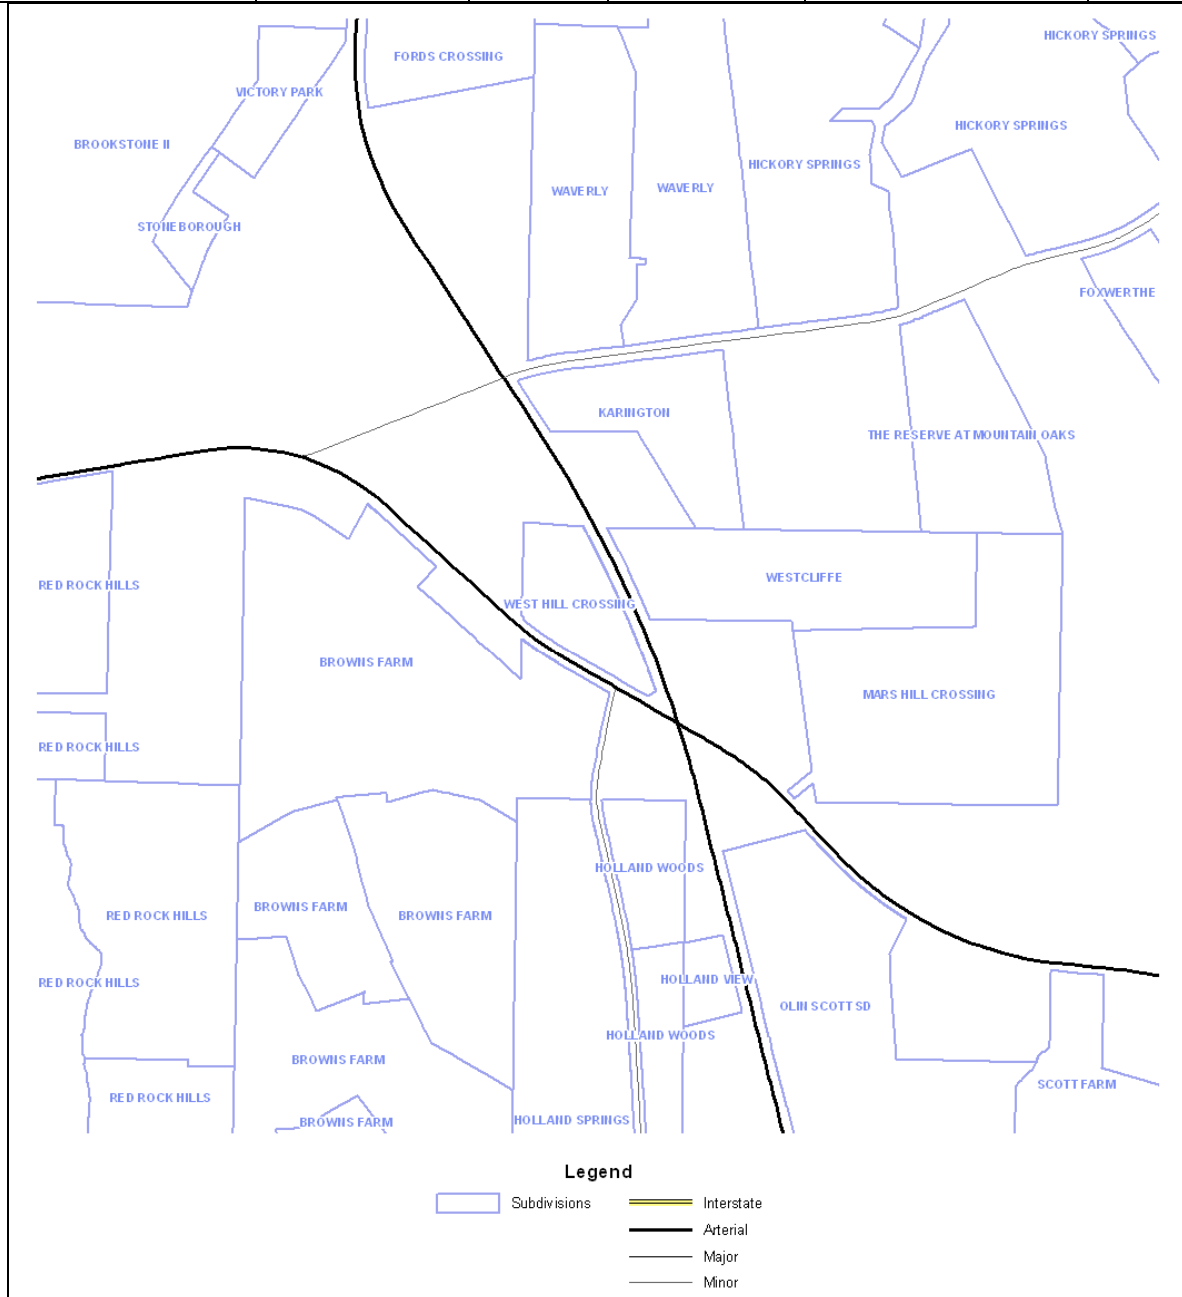 HICKORY SPRINGS
FORDS CROSSING
VICTORY PARK
HICKORY SPRINGS
BROOKSTONE II
HICKORY SPRINGS
WAVERLY
WAVERLY
STONEBOROUGH
FOXWERTHE
KARINGTON
THE RESERVE AT MOUNTAIN OAKS
WESTCLIFFE
RED ROCK HILLS
WEST HILL CROSSING
BROWNS FARM
MARS HILL CROSSING
RED ROCK HILLS
HOLLAND WOODS
BROWNS FARM
BROWNS FARM
RED ROCK HILLS
HOLLAND VIEW
RED ROCK HILLS
OLIN SCOTT SD
HOLLAND WOODS
BROWNS FARM
SCOTT FARM
RED ROCK HILLS
HOLLAND SPRINGS
BROWNS FARM
Legend
Subdivisions
Interstate
Arterial
Major
Minor